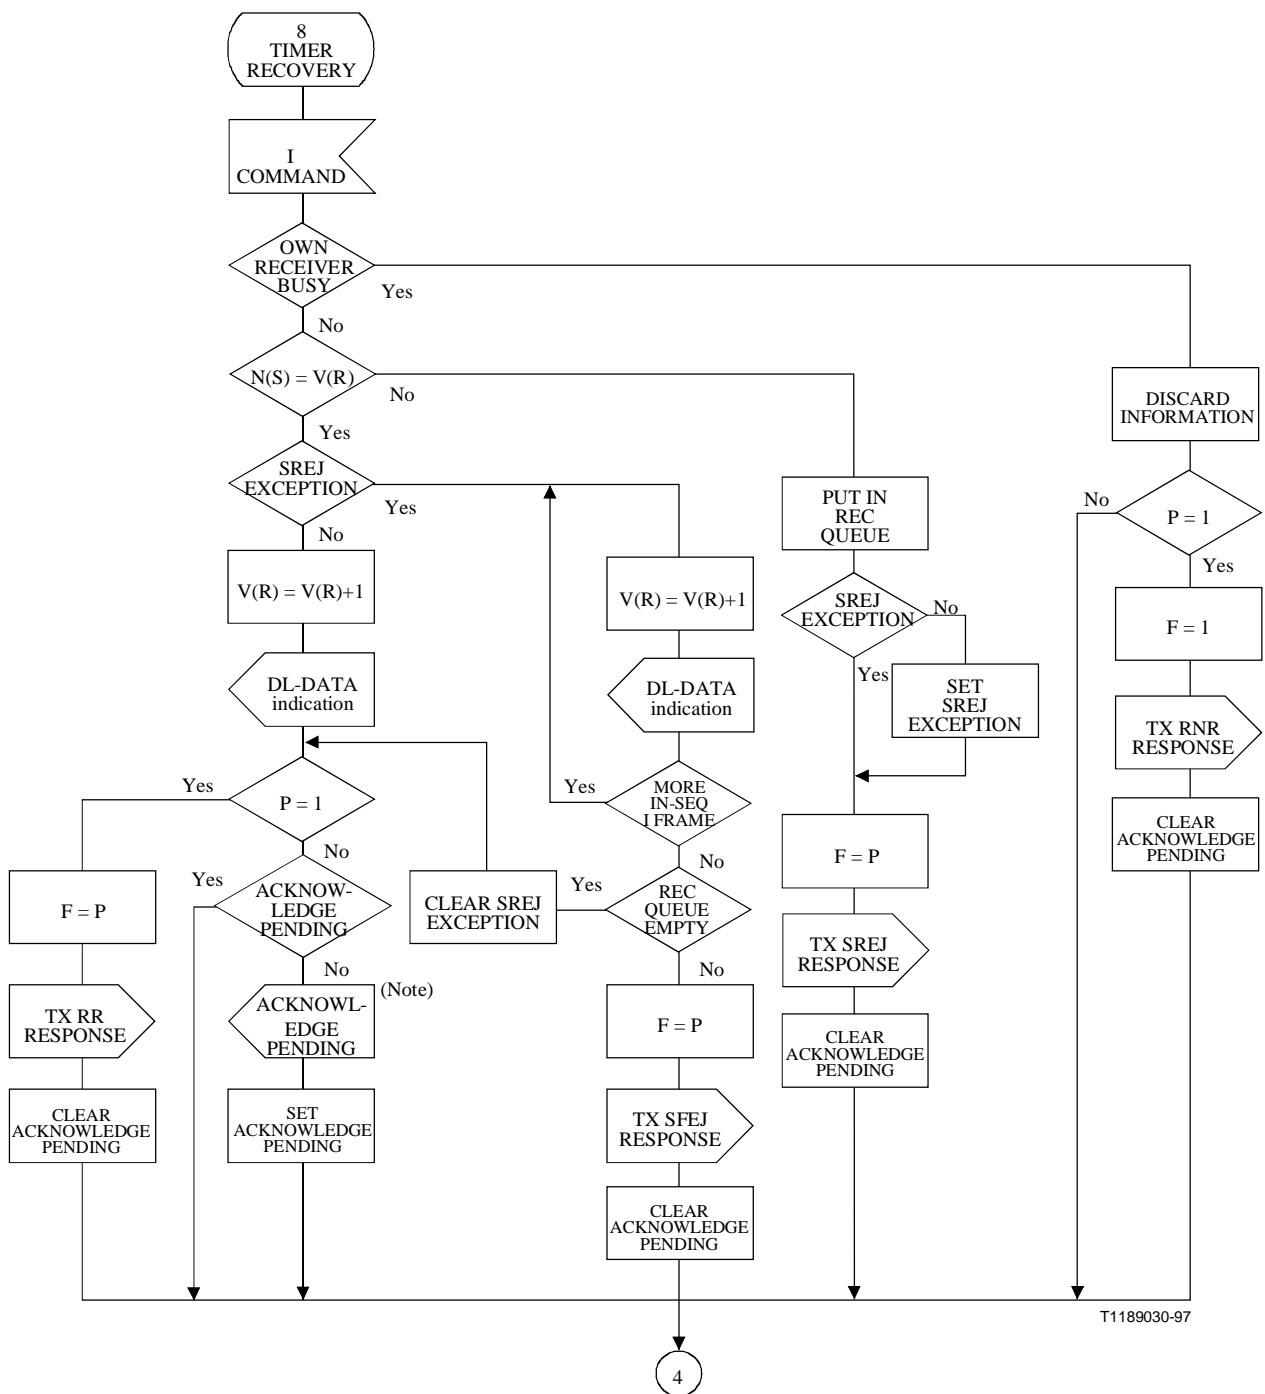 8
TIMER
RECOVERY
I
COMMAND
OWN
RECEIVER
BUSY
Yes
No
N(S) = V(R)
No
Yes
DISCARD
INFORMATION
SREJ
EXCEPTION
Yes
No
PUT IN
REC
QUEUE
No
P = 1
Yes
V(R) = V(R)+1
V(R) = V(R)+1
SREJ
EXCEPTION
No
Yes
F = 1
DL-DATA
indication
DL-DATA
indication
SET
SREJ
EXCEPTION
TX RNR
RESPONSE
Yes
P = 1
No
Yes
MORE
IN-SEQ
I FRAME
No
CLEAR
ACKNOWLEDGE
PENDING
F = P
F = P
Yes
ACKNOW-
LEDGE
PENDING
No
CLEAR SREJ
EXCEPTION
Yes
REC
QUEUE
EMPTY
No
TX SREJ
RESPONSE
(Note)
TX RR
RESPONSE
ACKNOWL-
EDGE
PENDING
F = P
CLEAR
ACKNOWLEDGE
PENDING
CLEAR
ACKNOWLEDGE
PENDING
SET
ACKNOWLEDGE
PENDING
TX SFEJ
RESPONSE
CLEAR
ACKNOWLEDGE
PENDING
T1189030-97
4